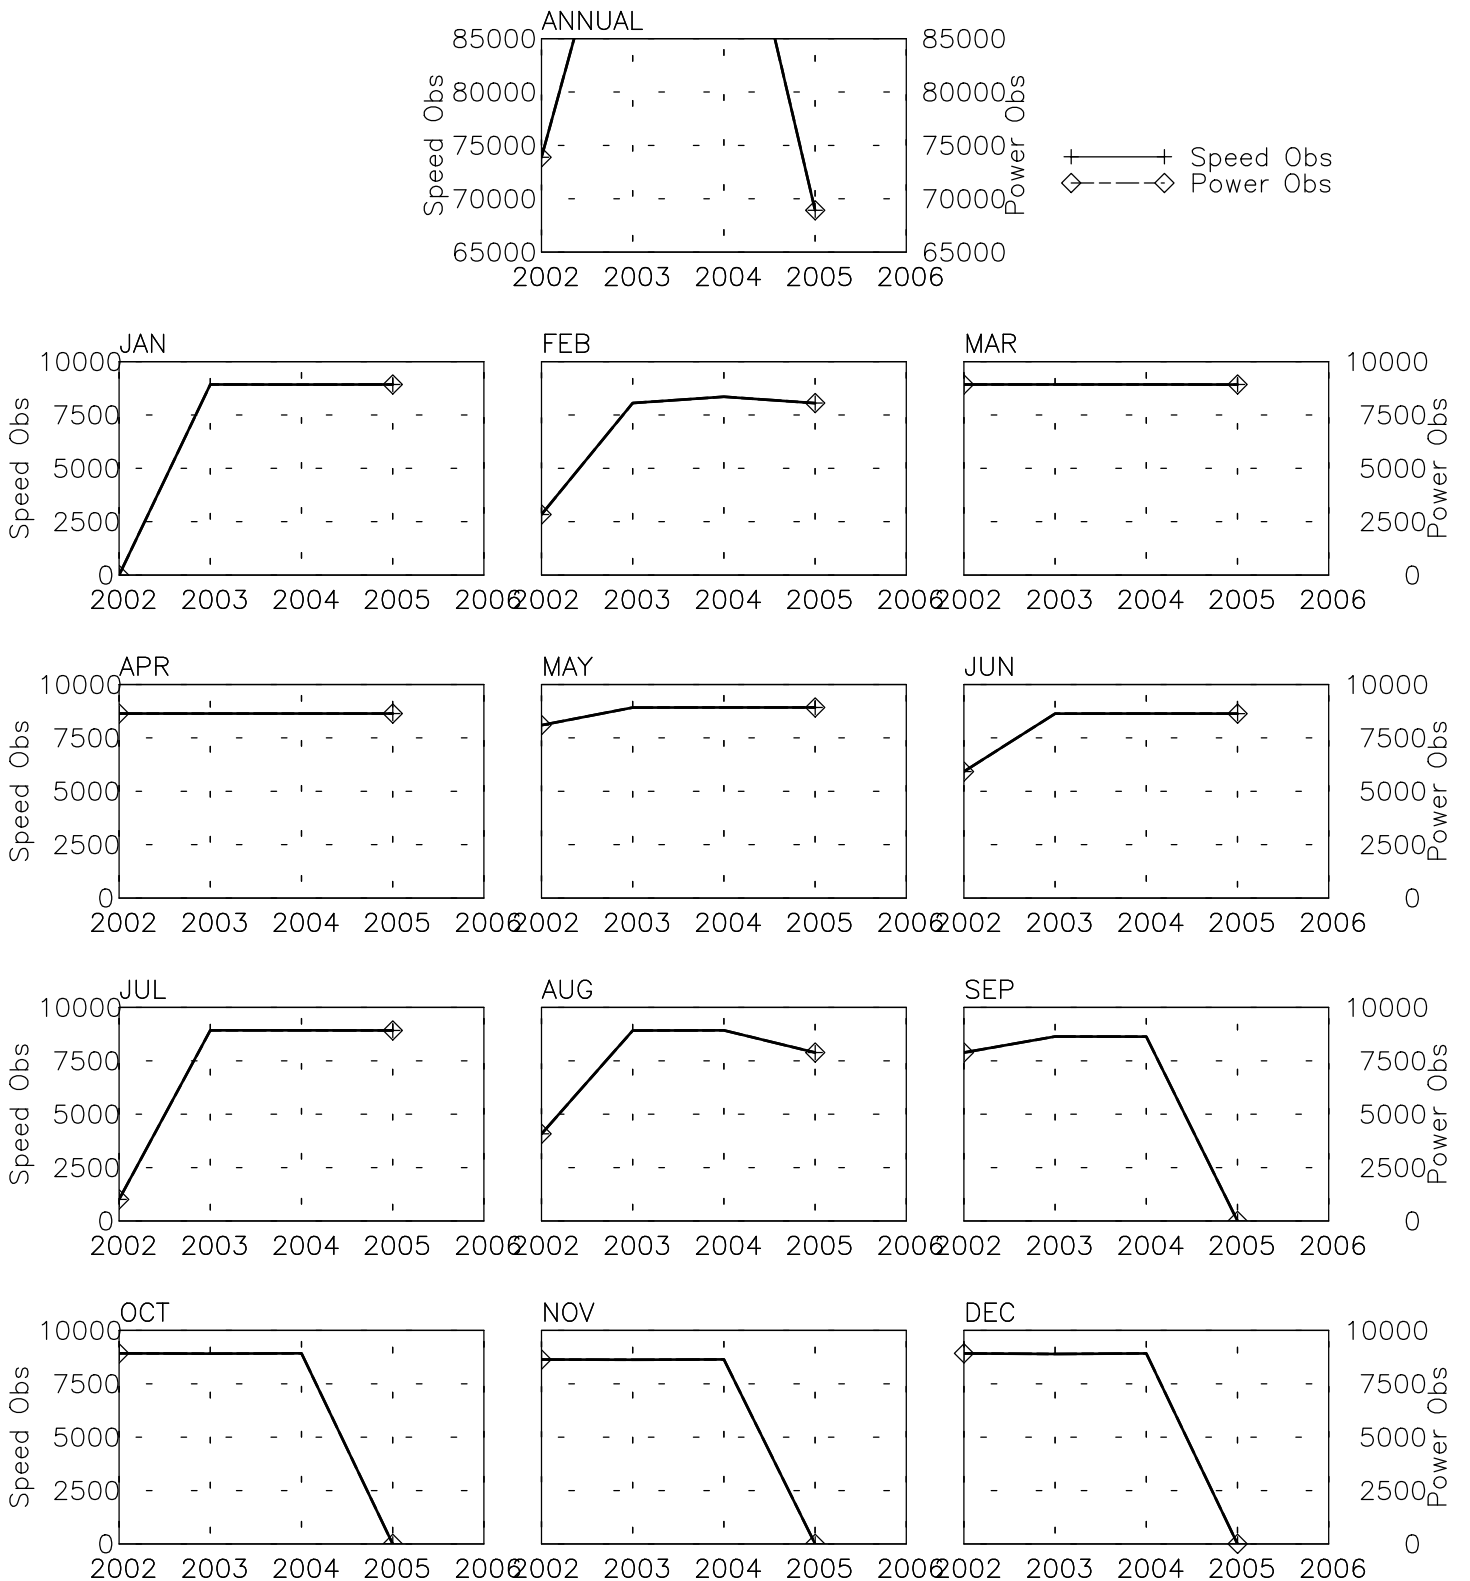 ANNUAL
85000 85000
80000 80000
75000 75000
70000 70000
65000 65000
Speed Obs
Power Obs
2002 2003 2004 2005 2006
Speed Obs
Power Obs
JAN FEB MAR
10000 10000
7500 7500
5000 5000
2500 2500
0 0
Speed Obs
Power Obs
2002 2003 2004 2005 2006 2002 2003 2004 2005 2006 2002 2003 2004 2005 2006
APR MAY JUN
10000 10000
7500 7500
5000 5000
2500 2500
0 0
Speed Obs
Power Obs
2002 2003 2004 2005 2006 2002 2003 2004 2005 2006 2002 2003 2004 2005 2006
JUL AUG SEP
10000 10000
7500 7500
5000 5000
2500 2500
0 0
Speed Obs
Power Obs
2002 2003 2004 2005 2006 2002 2003 2004 2005 2006 2002 2003 2004 2005 2006
OCT NOV DEC
10000 10000
7500 7500
5000 5000
2500 2500
0 0
Speed Obs
Power Obs
2002 2003 2004 2005 2006 2002 2003 2004 2005 2006 2002 2003 2004 2005 2006